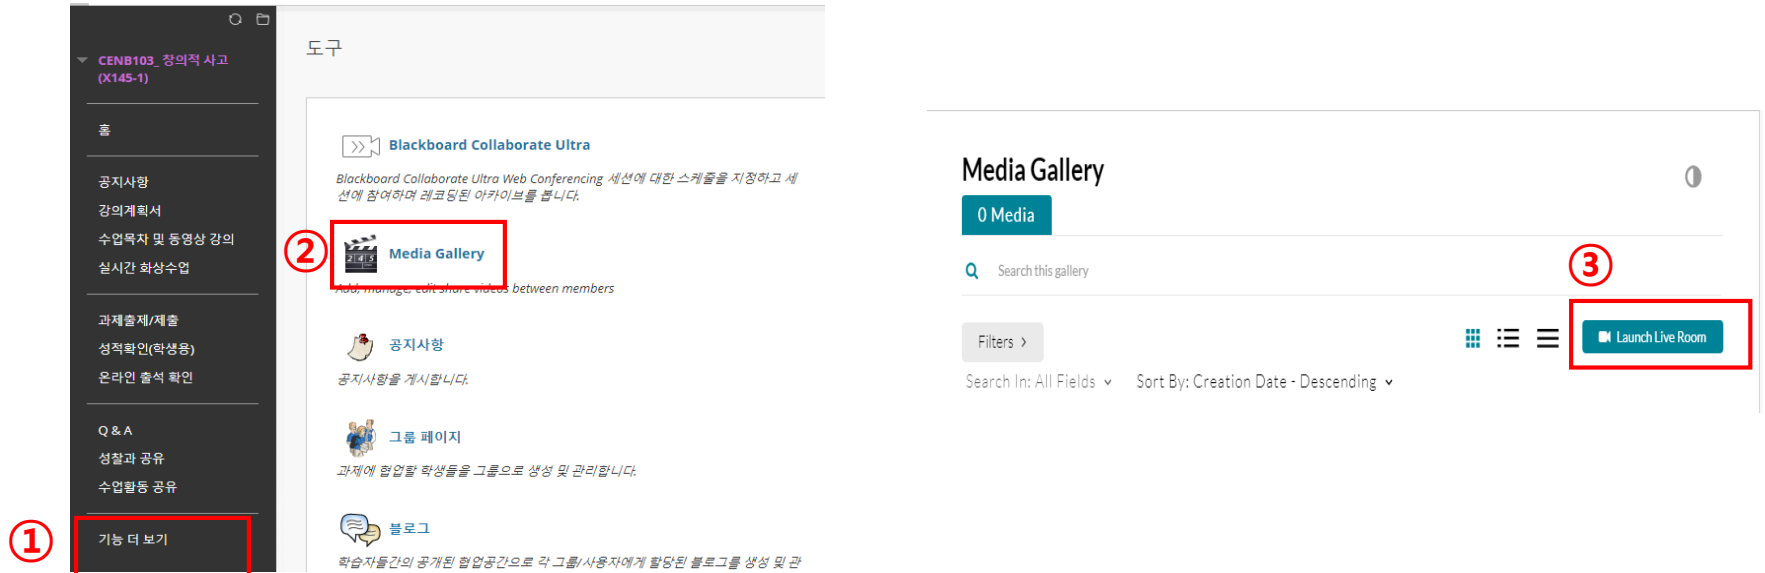 CENB103_ 창의적 사고
(X145-1)
홈
공지사항
강의계획서
수업목차 및 동영상 강의
실시간 화상수업
과제출제/제출
성적확인(학생용)
온라인 출석 확인
Q & A
성찰과 공유
수업활동 공유
①
기능 더 보기
도구
Blackboard Collaborate Ultra
Blackboard Collaborate Ultra Web Conferencing 세션에 대한 스케줄을 지정하고 세
션에 참여하며 레코딩된 아카이브를 봅니다.
②
2 4 5
Media Gallery
Add, manage, edit share videos between members
공지사항
공지사항을 게시합니다.
그룹 페이지
과제에 협업할 학생들을 그룹으로 생성 및 관리합니다.
블로그
학습자들간의 공개된 협업공간으로 각 그룹/사용자에게 할당된 블로그를 생성 및 관
Media Gallery
0 Media
Search this gallery
③
Filters >
Launch Live Room
Search In: All Fields
Sort By: Creation Date - Descending